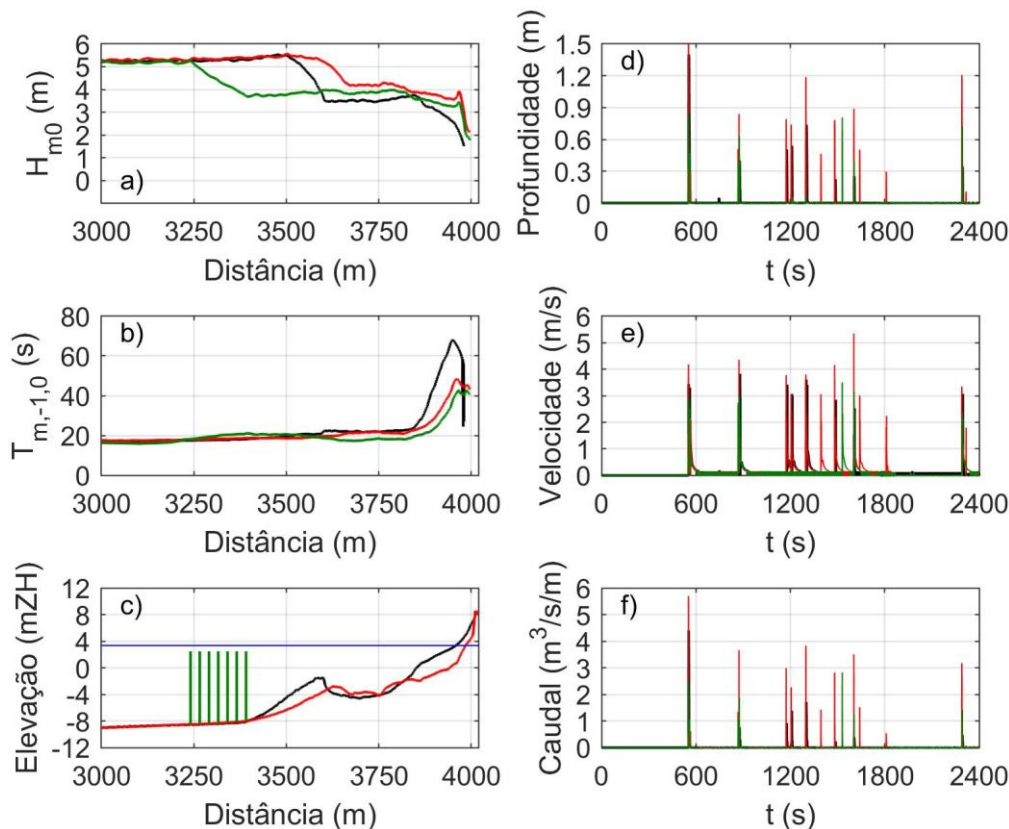 6
5
4
3
2
1
0
H_{m0} (m)
a)
3000 3250 3500 3750 4000
Distância (m)
80
60
40
20
0
T_{m,-1,0} (s)
b)
3000 3250 3500 3750 4000
Distância (m)
12
8
4
0
-4
-8
-12
Elevação (mZH)
c)
3000 3250 3500 3750 4000
Distância (m)
1.5
1.2
0.9
0.6
0.3
0
Profundidade (m)
d)
0 600 1200 1800 2400
t (s)
6
5
4
3
2
1
0
Velocidade (m/s)
e)
0 600 1200 1800 2400
t (s)
6
5
4
3
2
1
0
Caudal (m³/s/m)
f)
0 600 1200 1800 2400
t (s)